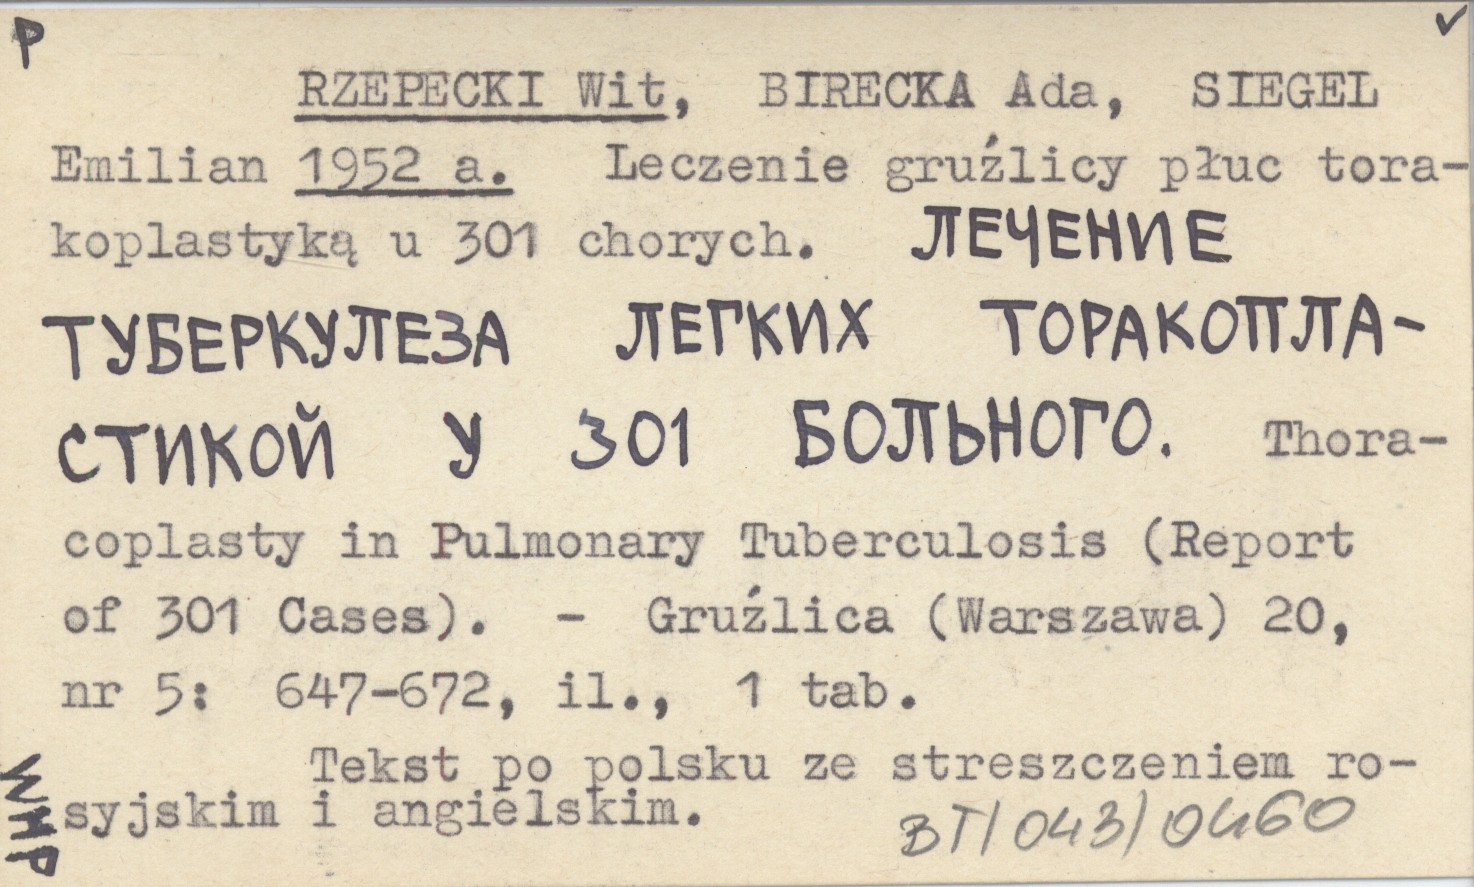 P ✓
RZEPECKI Wit, BIRECKA Ada, SIEGEL
Emilian 1952 a. Leczenie gruźlicy płuc tora-
koplastyką u 301 chorych. ЛЕЧЕНИЕ
ТУБЕРКУЛЕЗА ЛЕГКИХ ТОРАКОПЛА-
СТИКОЙ У 301 БОЛЬНОГО. Thora-
coplasty in Pulmonary Tuberculosis (Report
of 301 Cases). - Gruźlica (Warszawa) 20,
nr 5: 647-672, il., 1 tab.
Tekst po polsku ze streszczeniem ro-
syjskim i angielskim.
BT/043/0460
WMP